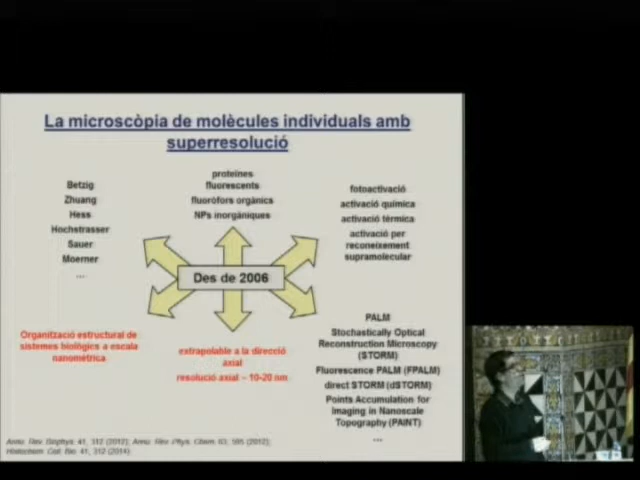 La microscòpia de molècules individuals amb
superresolució
Betzig
Zhuang
Hess
Hochstrasser
Sauer
Moerner
...
proteïnes
fluorescents
fluoròfors orgànics
NPs inorgàniques
fotoactivació
activació química
activació tèrmica
activació per
reconeixement
supramolecular
Des de 2006
Organització estructural de
sistemes biològics a escala
nanomètrica
extrapolable a la direcció
axial
resolució axial ~ 10-20 nm
PALM
Stochastically Optical
Reconstruction Microscopy
(STORM)
Fluorescence PALM (FPALM)
direct STORM (dSTORM)
Points Accumulation for
Imaging in Nanoscale
Topography (PAINT)
...
Annu. Rev. Biophys. 41, 312 (2012); Annu. Rev. Phys. Chem. 63, 595 (2012);
Histochem. Cell. Bio. 41, 312 (2014)